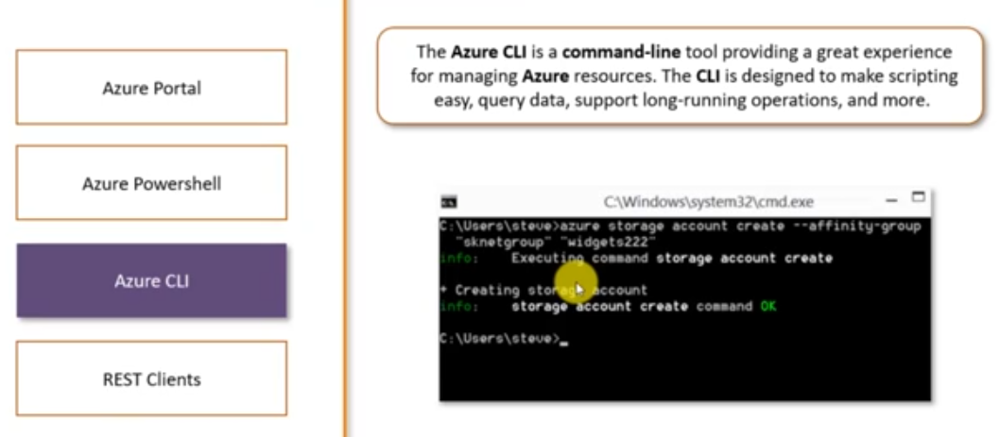 Azure Portal
Azure Powershell
Azure CLI
REST Clients
The Azure CLI is a command-line tool providing a great experience
for managing Azure resources. The CLI is designed to make scripting
easy, query data, support long-running operations, and more.
C:\Windows\system32\cmd.exe
C:\Users\steve>azure storage account create --affinity-group
"sknetgroup" "widgets222"
info: Executing command storage account create
+ Creating storage account
info: storage account create command OK
C:\Users\steve>_